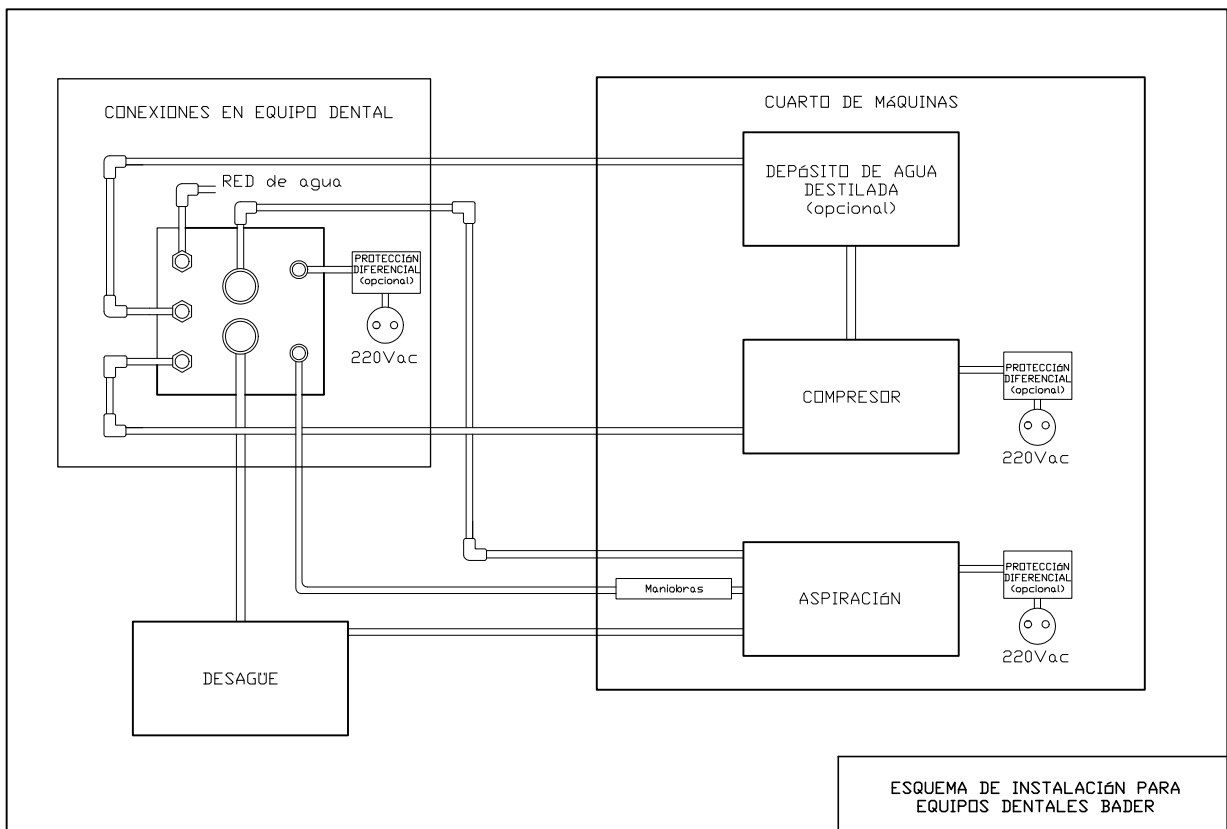 CONEXIONES EN EQUIPO DENTAL
RED de agua
PROTECCIóN
DIFERENCIAL
(opcional)
220Vac
CUARTO DE MáQUINAS
DEPóSITO DE AGUA
DESTILADA
(opcional)
COMPRESOR
PROTECCIóN
DIFERENCIAL
(opcional)
220Vac
Maniobras
ASPIRACIóN
PROTECCIóN
DIFERENCIAL
(opcional)
220Vac
DESAGÜE
ESQUEMA DE INSTALACIóN PARA
EQUIPOS DENTALES BADER